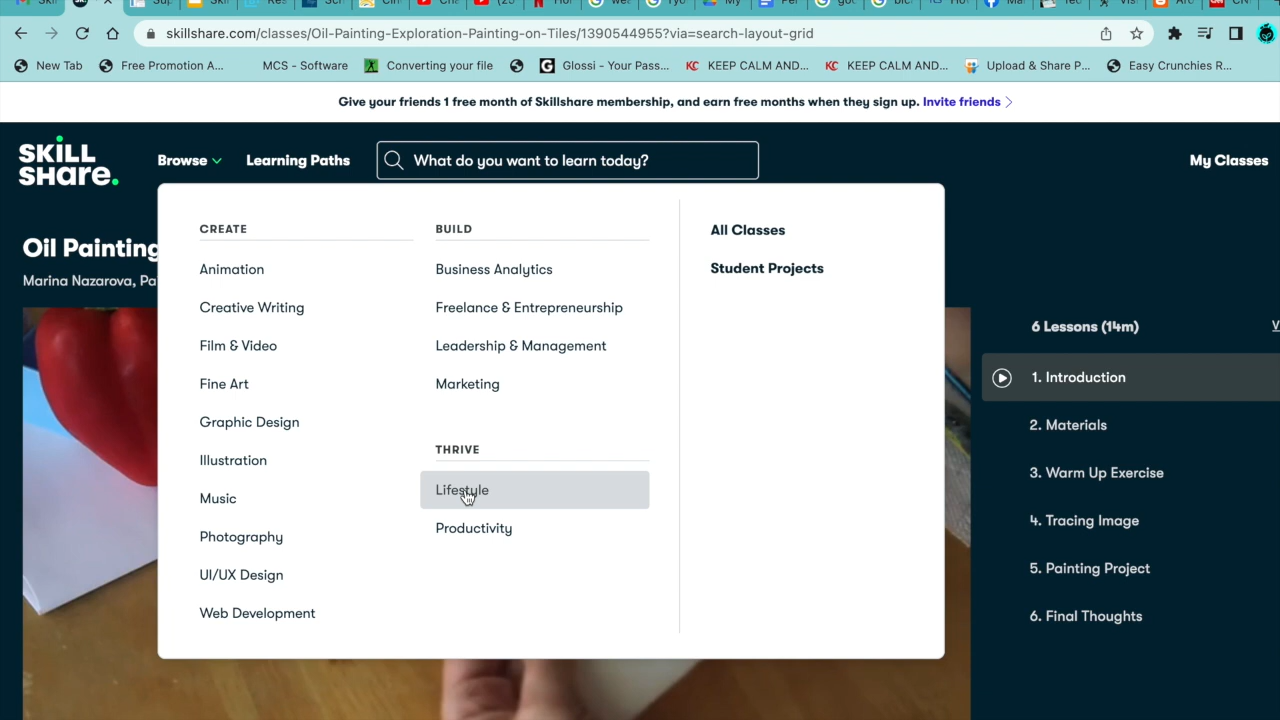 skillshare.com/classes/Oil-Painting-Exploration-Painting-on-Tiles/1390544955?via=search-layout-grid
New Tab Free Promotion A... MCS - Software Converting your file Glossi - Your Pass... KEEP CALM AND... KEEP CALM AND... Upload & Share P... Easy Crunchies R...
Give your friends 1 free month of Skillshare membership, and earn free months when they sign up. Invite friends
SKILL
SHare.
Browse Learning Paths What do you want to learn today? My Classes
Oil Painting
Marina Nazarova, Pa
CREATE
Animation
Creative Writing
Film & Video
Fine Art
Graphic Design
Illustration
Music
Photography
UI/UX Design
Web Development
BUILD
Business Analytics
Freelance & Entrepreneurship
Leadership & Management
Marketing
THRIVE
Lifestyle
Productivity
All Classes
Student Projects
6 Lessons (14m)
1. Introduction
2. Materials
3. Warm Up Exercise
4. Tracing Image
5. Painting Project
6. Final Thoughts